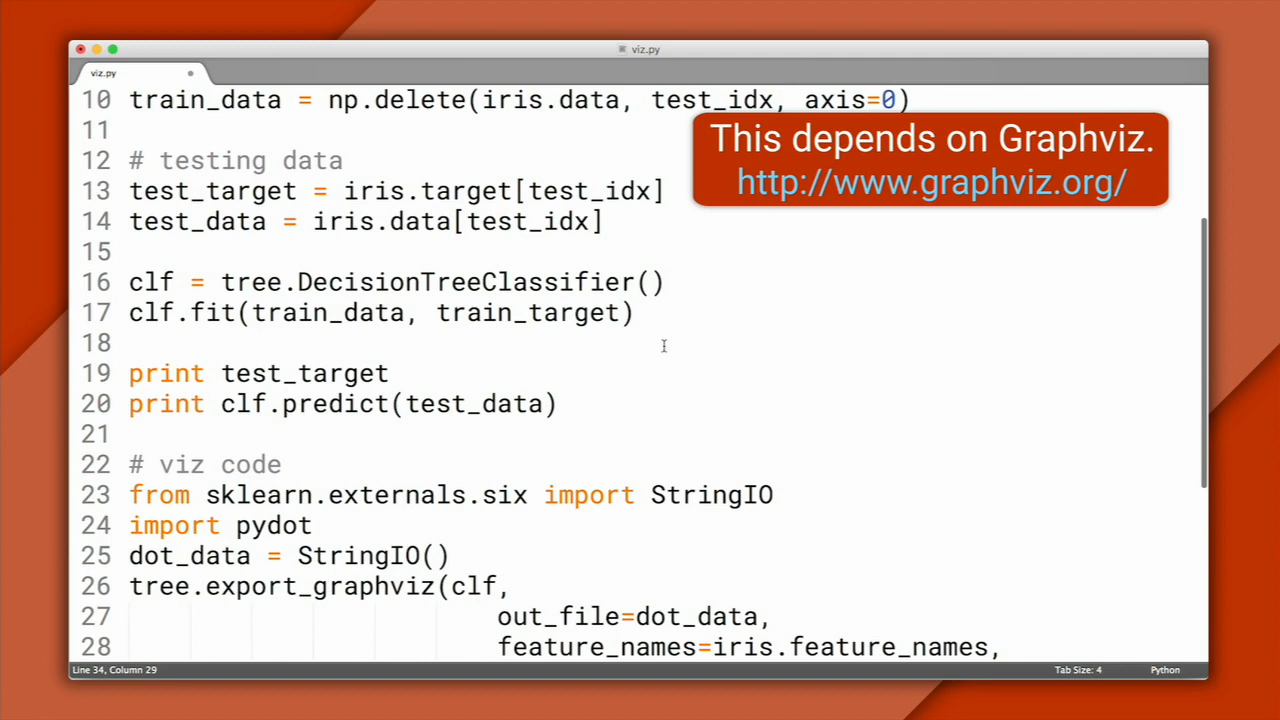 viz.py
viz.py
10 train_data = np.delete(iris.data, test_idx, axis=0)
11
This depends on Graphviz.
http://www.graphviz.org/
12 # testing data
13 test_target = iris.target[test_idx]
14 test_data = iris.data[test_idx]
15
16 clf = tree.DecisionTreeClassifier()
17 clf.fit(train_data, train_target)
18
19 print test_target
20 print clf.predict(test_data)
21
22 # viz code
23 from sklearn.externals.six import StringIO
24 import pydot
25 dot_data = StringIO()
26 tree.export_graphviz(clf,
27 out_file=dot_data,
28 feature_names=iris.feature_names,
Line 34, Column 29 Tab Size: 4 Python